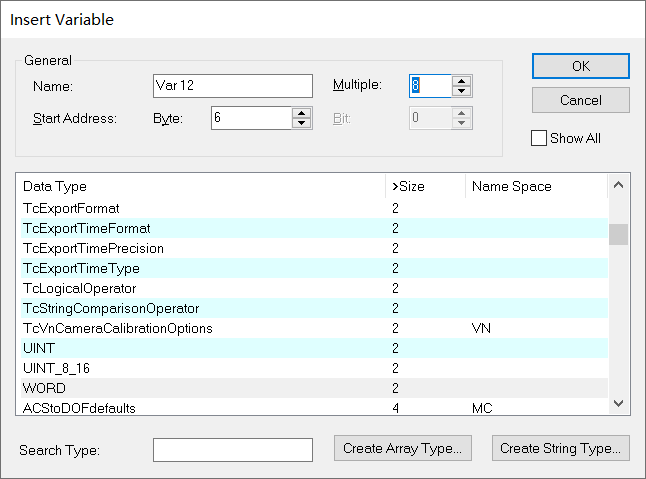 Insert Variable
General
Name: Var 12 Multiple: 8
Start Address: Byte: 6 Bit: 0
OK
Cancel
Show All
Data Type >Size Name Space
TcExportFormat 2
TcExportTimeFormat 2
TcExportTimePrecision 2
TcExportTimeType 2
TcLogicalOperator 2
TcStringComparisonOperator 2
TcVnCameraCalibrationOptions 2 VN
UINT 2
UINT_8_16 2
WORD 2
ACStoDOFdefaults 4 MC
Search Type: Create Array Type... Create String Type...